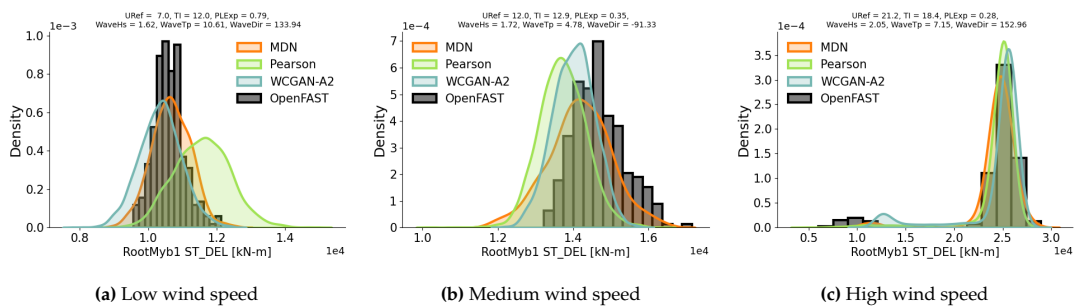 URef = 7.0, TI = 12.0, PLExp = 0.79,
WaveHs = 1.62, WaveTp = 10.61, WaveDir = 133.94
1e−3
1.0
0.8
0.6
0.4
0.2
0.0
Density
MDN
Pearson
WCGAN-A2
OpenFAST
0.8
1.0
1.2
1.4
1e4
RootMyb1 ST_DEL [kN-m]
(a) Low wind speed
URef = 12.0, TI = 12.9, PLExp = 0.35,
WaveHs = 1.72, WaveTp = 4.78, WaveDir = -91.33
1e−4
7
6
5
4
3
2
1
0
Density
MDN
Pearson
WCGAN-A2
OpenFAST
1.0
1.2
1.4
1.6
1e4
RootMyb1 ST_DEL [kN-m]
(b) Medium wind speed
URef = 21.2, TI = 18.4, PLExp = 0.28,
WaveHs = 2.05, WaveTp = 7.15, WaveDir = 152.96
1e−4
4.0
3.5
3.0
2.5
2.0
1.5
1.0
0.5
0.0
Density
MDN
Pearson
WCGAN-A2
OpenFAST
0.5
1.0
1.5
2.0
2.5
3.0
1e4
RootMyb1 ST_DEL [kN-m]
(c) High wind speed